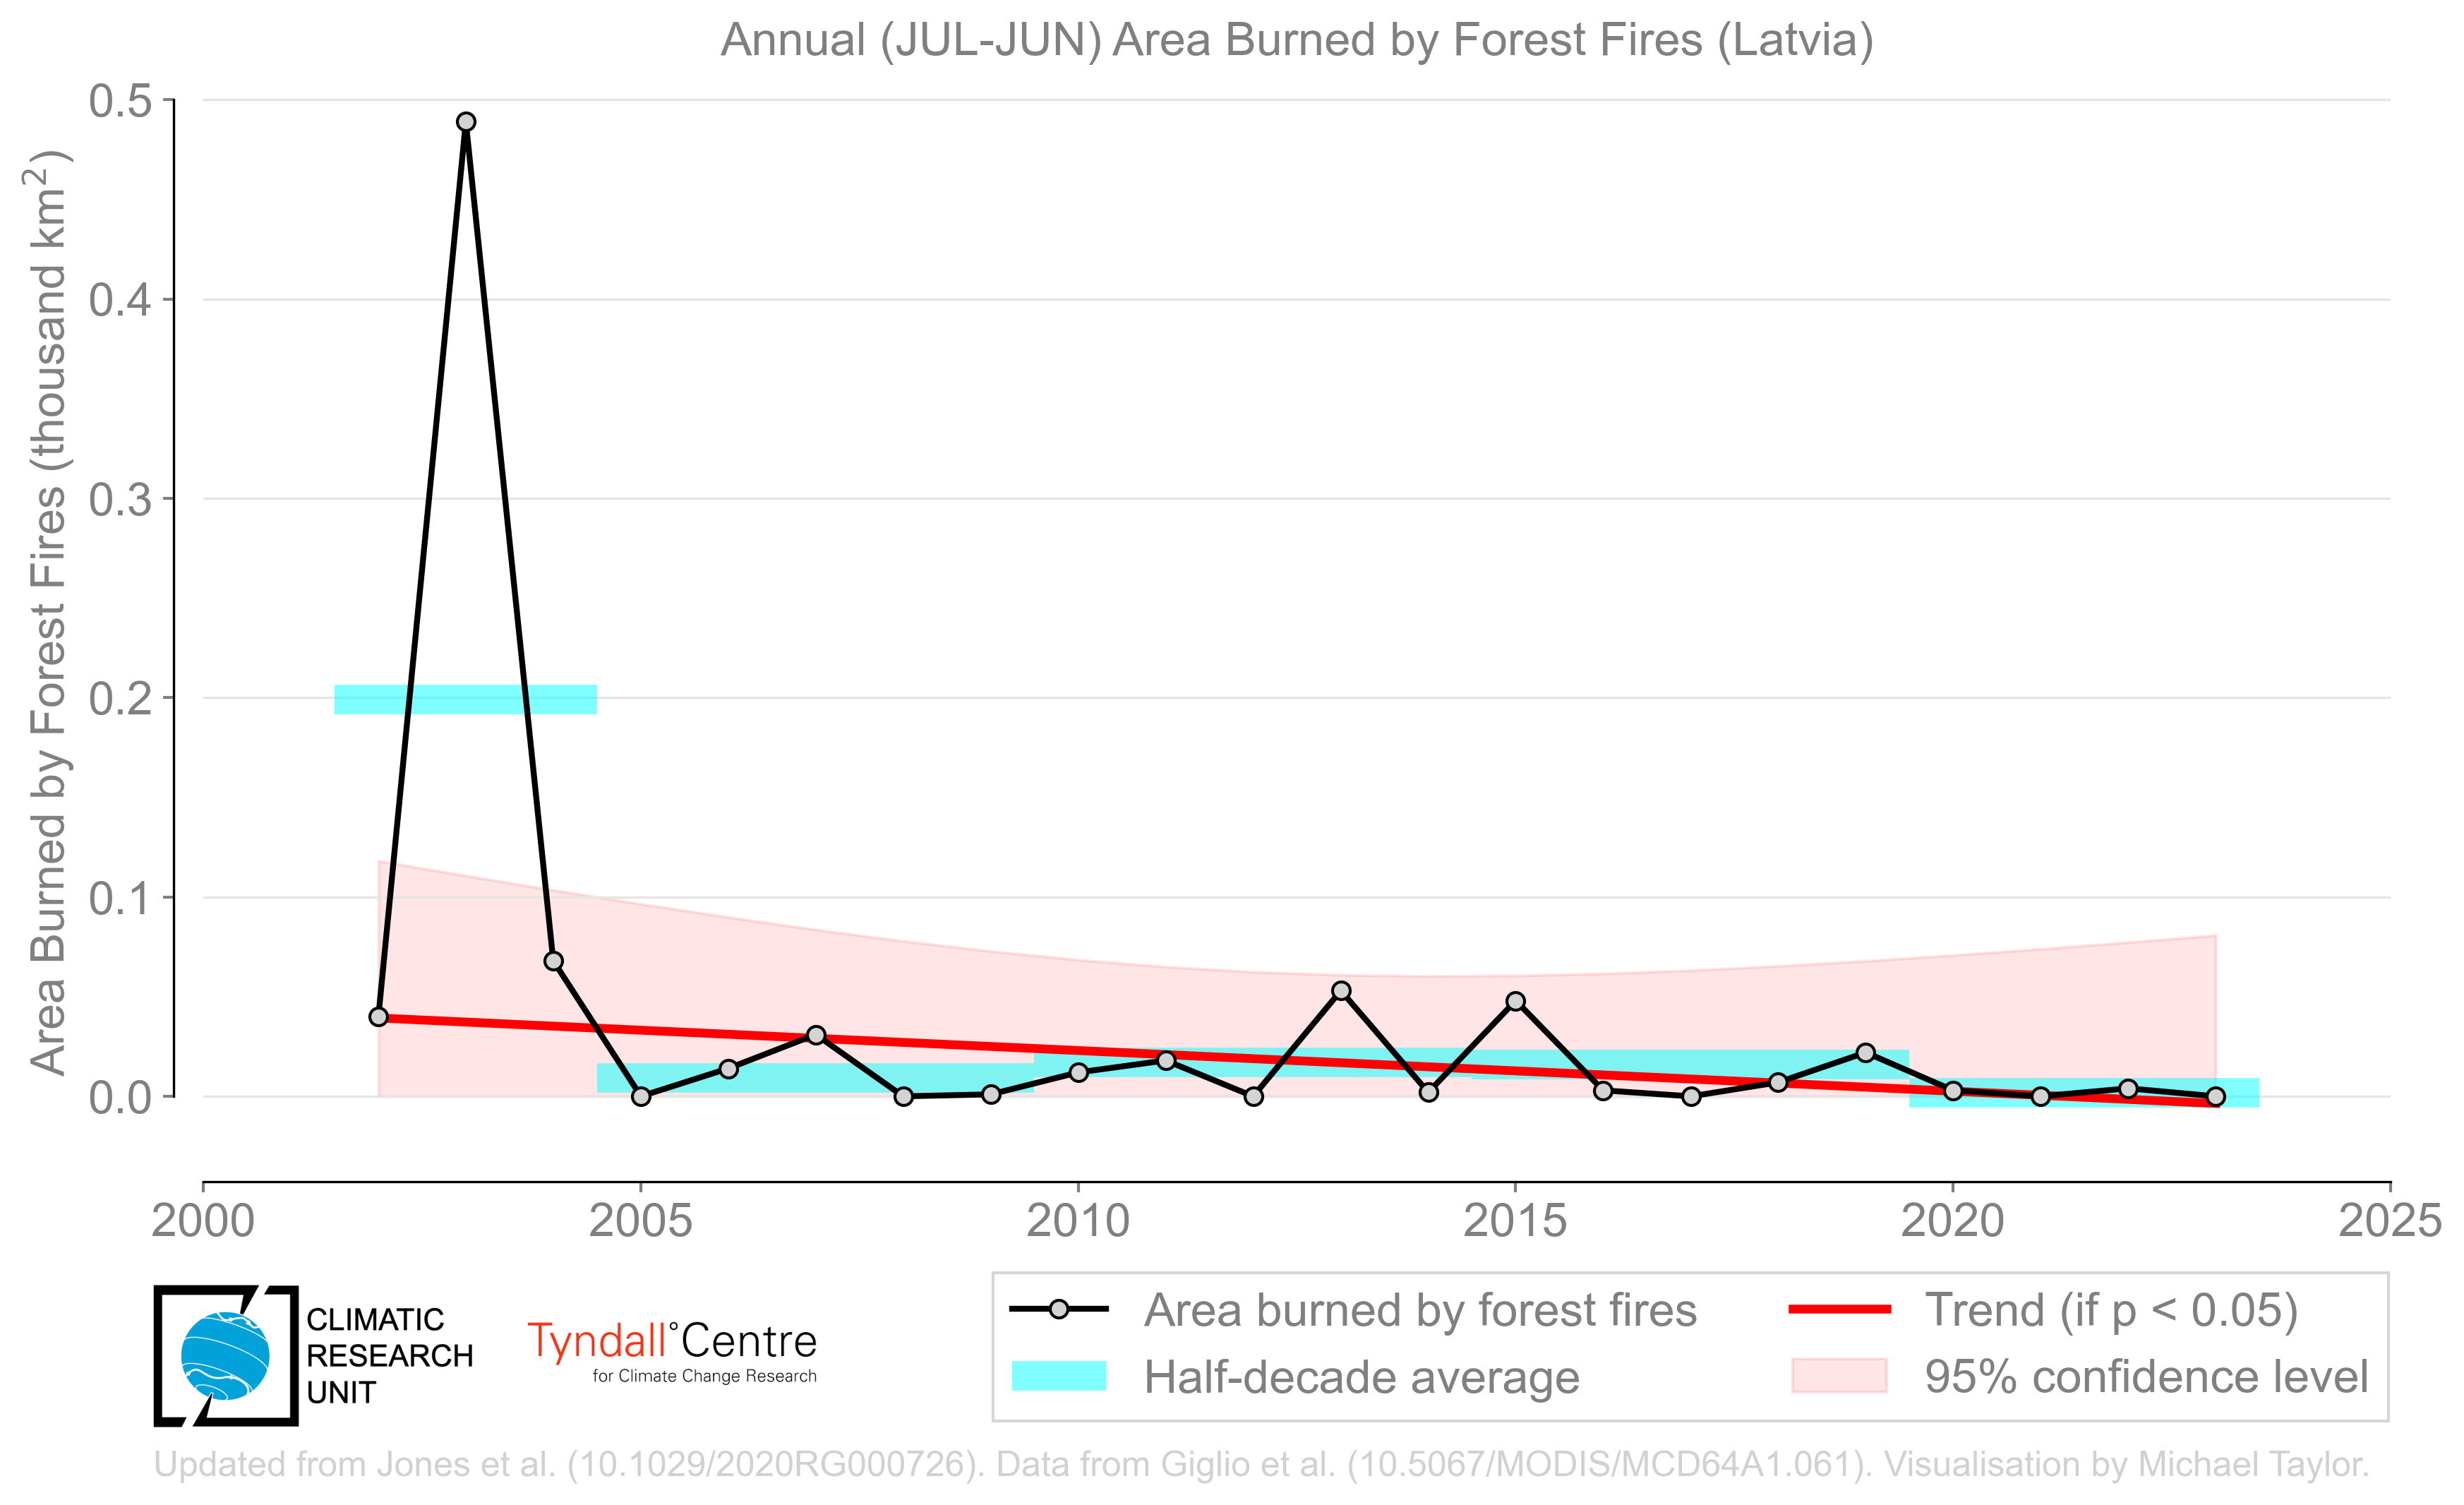 Annual (JUL-JUN) Area Burned by Forest Fires (Latvia)
Area Burned by Forest Fires (thousand km²)
0.5
0.4
0.3
0.2
0.1
0.0
2000 2005 2010 2015 2020 2025
CLIMATIC
RESEARCH
UNIT
Tyndall°Centre
for Climate Change Research
Area burned by forest fires
Half-decade average
Trend (if p < 0.05)
95% confidence level
Updated from Jones et al. (10.1029/2020RG000726). Data from Giglio et al. (10.5067/MODIS/MCD64A1.061). Visualisation by Michael Taylor.